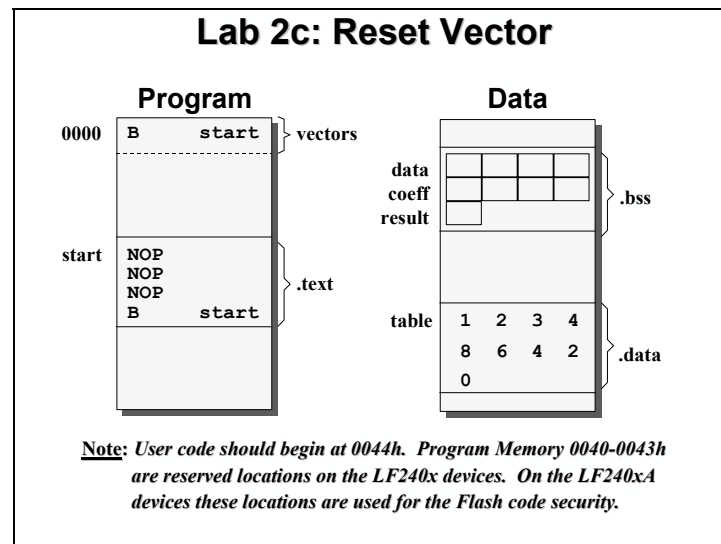 Lab 2c: Reset Vector
Program
0000 B start vectors
start NOP
NOP
NOP
B start
.text
Data
data
coeff
result
.bss
table 1 2 3 4
8 6 4 2
0
.data
Note: User code should begin at 0044h. Program Memory 0040-0043h
are reserved locations on the LF240x devices. On the LF240xA
devices these locations are used for the Flash code security.